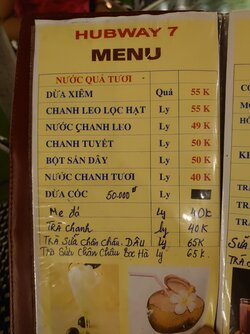 HUBWAY 7
MENU
NƯỚC QUẢ TƯƠI
DỪA XIÊM Quả 55 K
CHANH LEO LỌC HẠT Ly 55 K
NƯỚC CHANH LEO Ly 49 K
CHANH TUYẾT Ly 50 K
BỘT SẮN DÂY Ly 50 K
NƯỚC CHANH TƯƠI Ly 40 K
DỪA CÓC 50.000đ
Me đá ly 40K
TRÀ chanh ly 40K
TRÀ Sữa Chân Châu DÂU ly 65K
Trà Sữa Chân Châu Bạc Hà ly 65K.